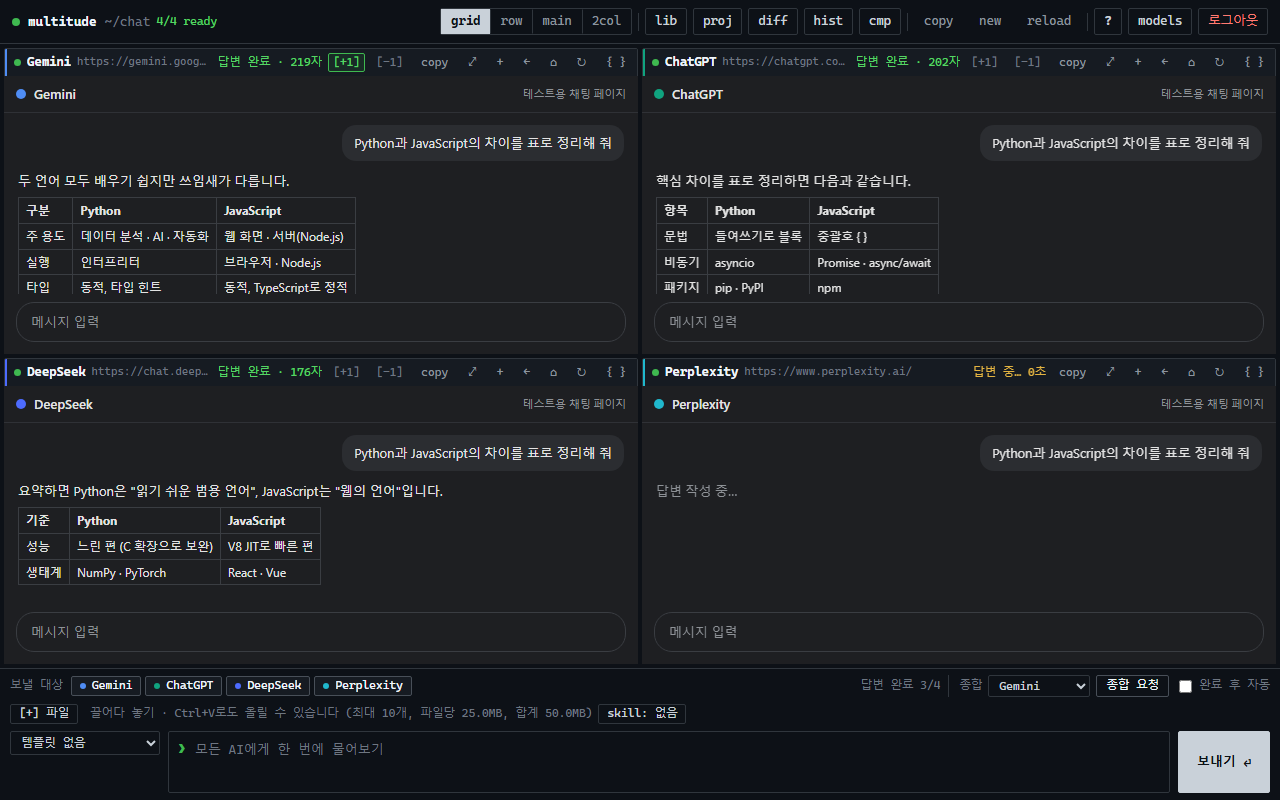 multitude ~/chat 4/4 ready grid row main 2col lib proj diff hist cmp copy new reload ? models 로그아웃
Gemini https://gemini.goog… 답변 완료 · 219자 [+1] [−1] copy { }
Gemini 테스트용 채팅 페이지
Python과 JavaScript의 차이를 표로 정리해 줘
두 언어 모두 배우기 쉽지만 쓰임새가 다릅니다.
구분 Python JavaScript
주 용도 데이터 분석 · AI · 자동화 웹 화면 · 서버(Node.js)
실행 인터프리터 브라우저 · Node.js
타입 동적, 타입 힌트 동적, TypeScript로 정적
메시지 입력
ChatGPT https://chatgpt.co… 답변 완료 · 202자 [+1] [−1] copy { }
ChatGPT 테스트용 채팅 페이지
Python과 JavaScript의 차이를 표로 정리해 줘
핵심 차이를 표로 정리하면 다음과 같습니다.
항목 Python JavaScript
문법 들여쓰기로 블록 중괄호 { }
비동기 asyncio Promise · async/await
패키지 pip · PyPI npm
메시지 입력
DeepSeek https://chat.deep… 답변 완료 · 176자 [+1] [−1] copy { }
DeepSeek 테스트용 채팅 페이지
Python과 JavaScript의 차이를 표로 정리해 줘
요약하면 Python은 "읽기 쉬운 범용 언어", JavaScript는 "웹의 언어"입니다.
기준 Python JavaScript
성능 느린 편 (C 확장으로 보완) V8 JIT로 빠른 편
생태계 NumPy · PyTorch React · Vue
메시지 입력
Perplexity https://www.perplexity.ai/ 답변 중… 0초 copy { }
Perplexity 테스트용 채팅 페이지
Python과 JavaScript의 차이를 표로 정리해 줘
답변 작성 중…
메시지 입력
보낼 대상 Gemini ChatGPT DeepSeek Perplexity 답변 완료 3/4 종합 Gemini 종합 요청 완료 후 자동
[+] 파일 끌어다 놓기 · Ctrl+V로도 올릴 수 있습니다 (최대 10개, 파일당 25.0MB, 합계 50.0MB) skill: 없음
템플릿 없음 ❯ 모든 AI에게 한 번에 물어보기 보내기 ↵